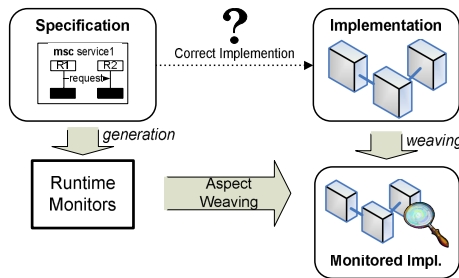 Specification
?
Implementation
msc service1
R1 R2
request
Correct Implemention
generation
weaving
Runtime
Monitors
Aspect
Weaving
Monitored Impl.